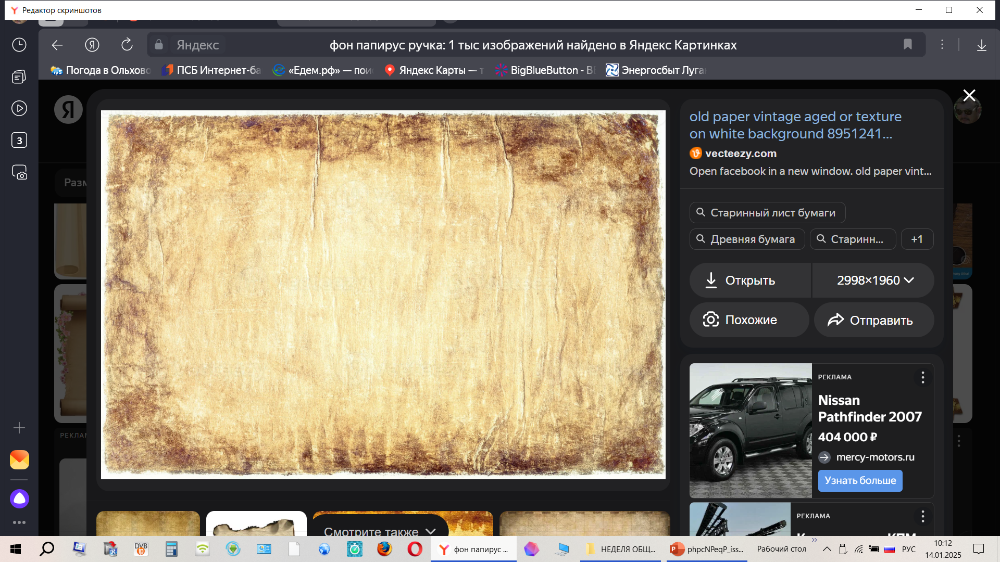 Редактор скриншотов
Яндекс
фон папирус ручка: 1 тыс изображений найдено в Яндекс Картинках
Погода в Ольхово
ПСБ Интернет-ба
«Едем.рф» — пои
Яндекс Карты — т
BigBlueButton - B
Энергосбыт Луга
Я
3
Разм
old paper vintage aged or texture
on white background 8951241...
vecteezy.com
Open facebook in a new window. old paper vint...
Старинный лист бумаги
Древняя бумага
Старинн...
+1
Открыть
2998×1960
Похожие
Отправить
РЕКЛАМА
Nissan
Pathfinder 2007
404 000 ₽
mercy-motors.ru
Узнать больше
РЕКЛАМА
РЕКЛАМ
Смотрите также
фон папирус ...
НЕДЕЛЯ ОБЩ...
phpcNPeqP_iss...
Рабочий стол
РУС
10:12
14.01.2025